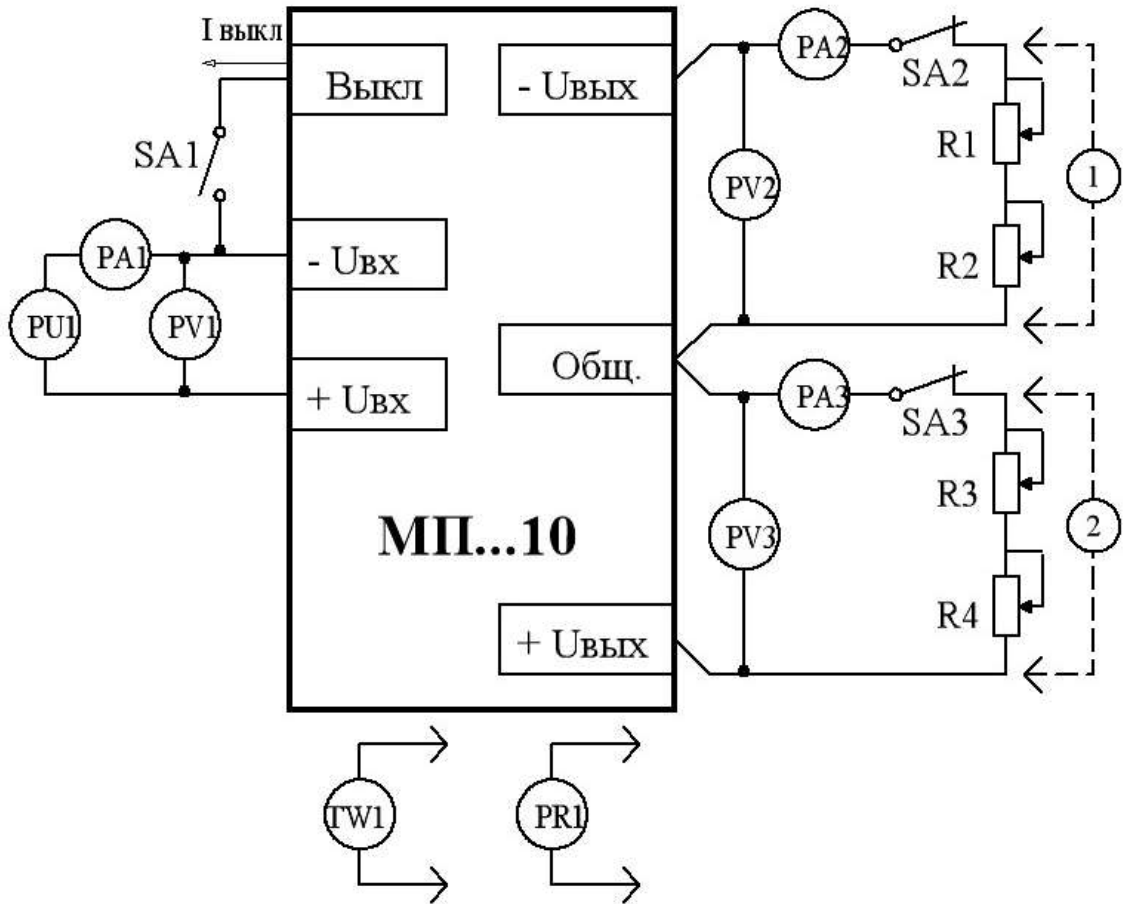 I выкл
Выкл
- Uвых
PA2
SA2
R1
1
SA1
PV2
PA1
- Uвх
R2
PU1
PV1
Общ.
+ Uвх
PA3
SA3
R3
МП...10
PV3
2
R4
+ Uвых
TW1
PR1